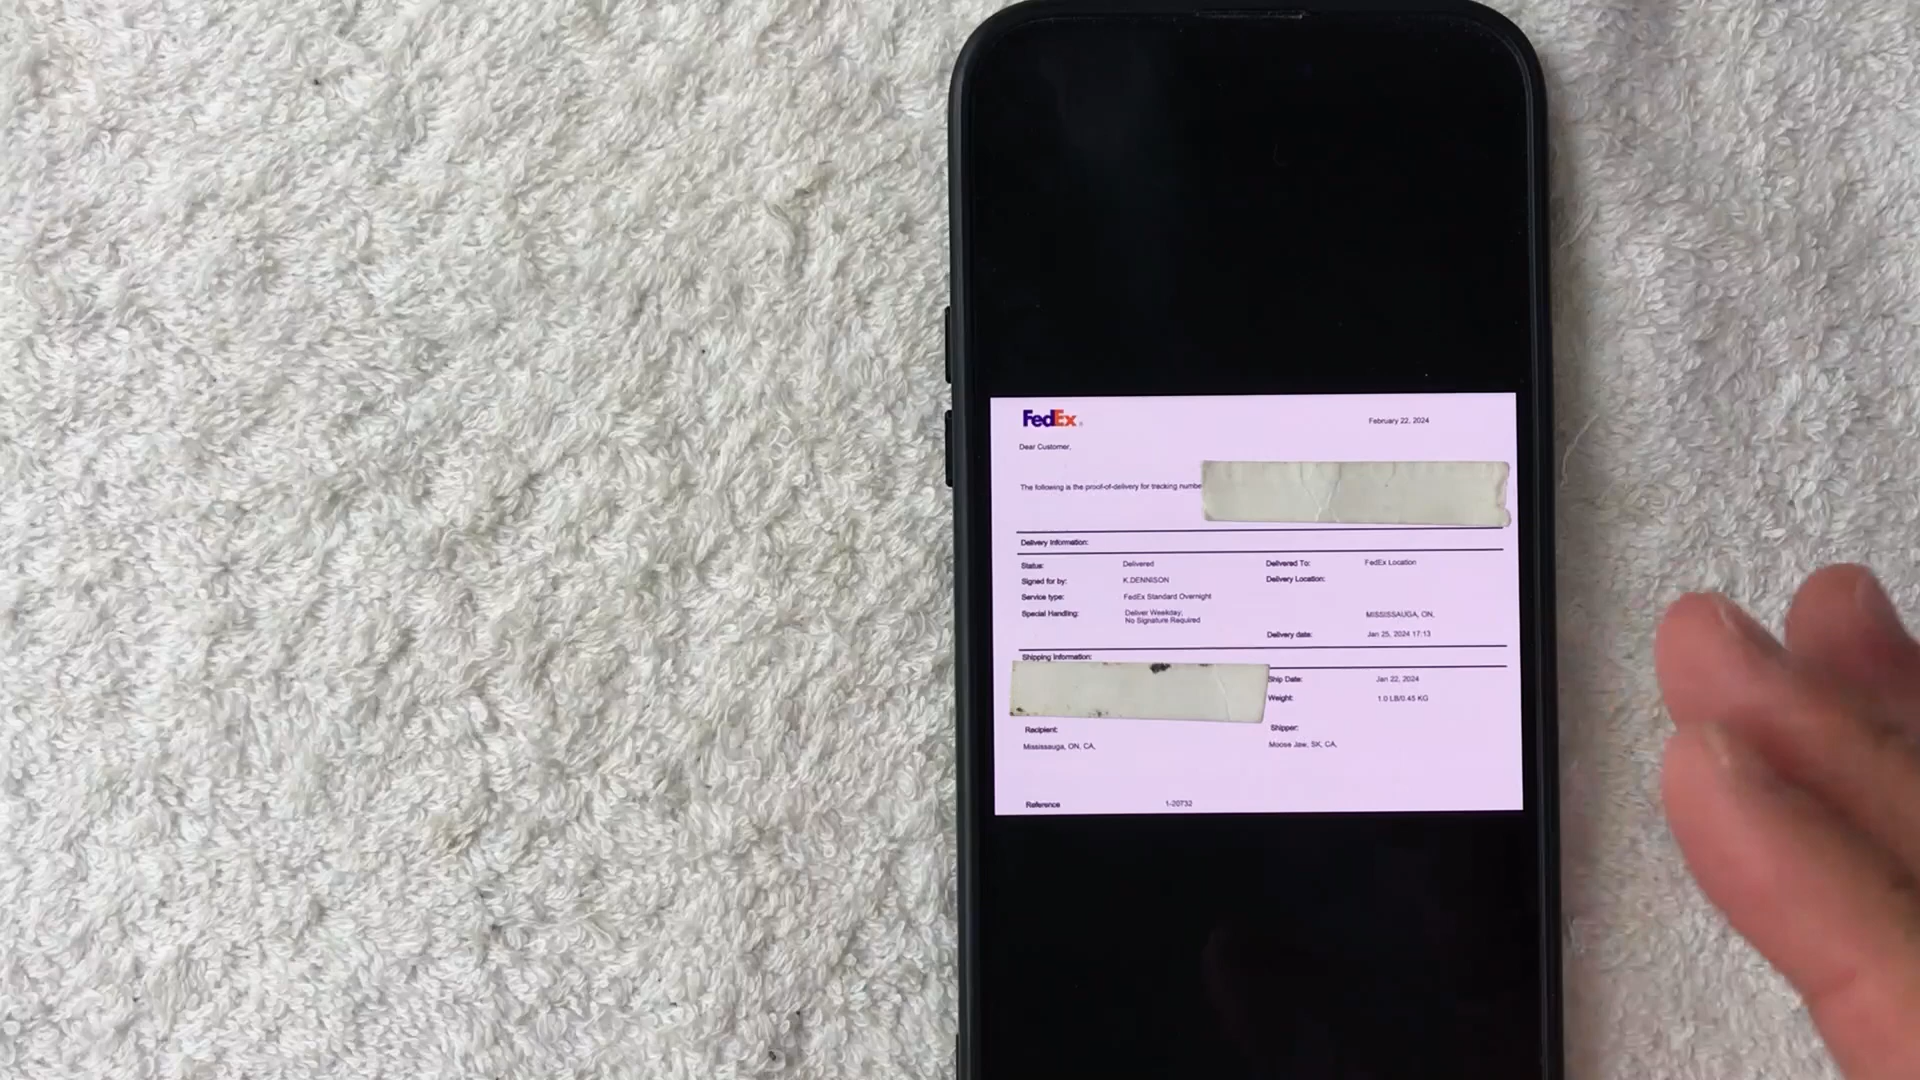 FedEx®
February 22, 2024
Dear Customer,
The following is the proof-of-delivery for tracking numbe
Delivery Information:
Status: Delivered Delivered To: FedEx Location
Signed for by: K.DENNISON Delivery Location:
Service type: FedEx Standard Overnight
Special Handling: Deliver Weekday; MISSISSAUGA, ON,
No Signature Required
Delivery date: Jan 25, 2024 17:13
Shipping Information:
Ship Date: Jan 22, 2024
Weight: 1.0 LB/0.45 KG
Recipient: Shipper:
Mississauga, ON, CA, Moose Jaw, SK, CA,
Reference 1-20732